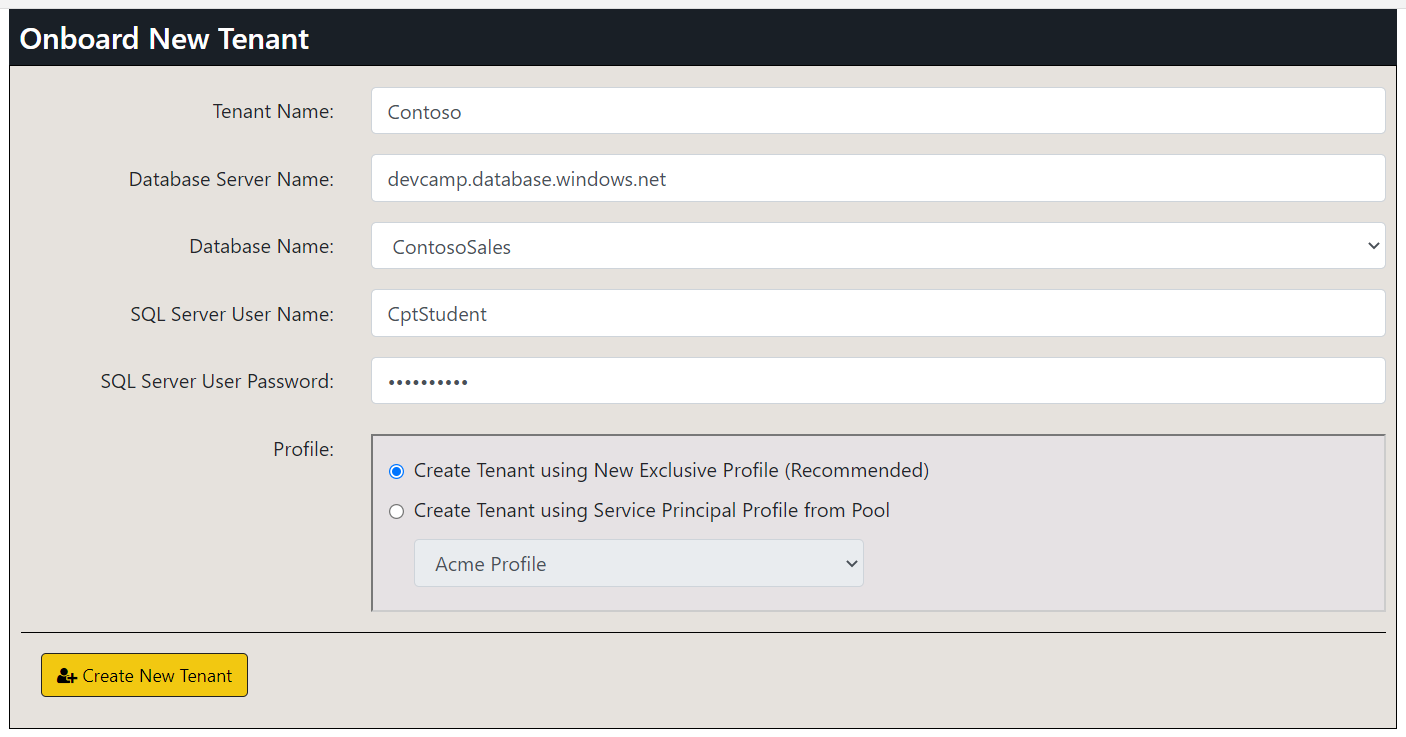 Onboard New Tenant
Tenant Name: Contoso
Database Server Name: devcamp.database.windows.net
Database Name: ContosoSales
SQL Server User Name: CptStudent
SQL Server User Password: ••••••••••
Profile:
Create Tenant using New Exclusive Profile (Recommended)
Create Tenant using Service Principal Profile from Pool
Acme Profile
Create New Tenant